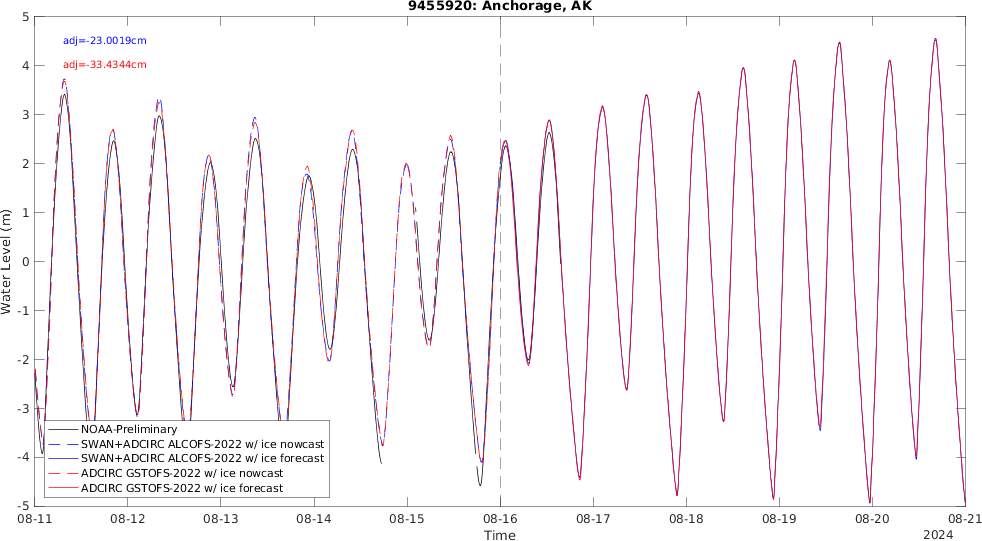 9455920: Anchorage, AK
adj=-23.0019cm
adj=-33.4344cm
Water Level (m)
5
4
3
2
1
0
-1
-2
-3
-4
-5
NOAA-Preliminary
SWAN+ADCIRC ALCOFS-2022 w/ ice nowcast
SWAN+ADCIRC ALCOFS-2022 w/ ice forecast
ADCIRC GSTOFS-2022 w/ ice nowcast
ADCIRC GSTOFS-2022 w/ ice forecast
08-11 08-12 08-13 08-14 08-15 08-16 08-17 08-18 08-19 08-20 08-21
Time
2024